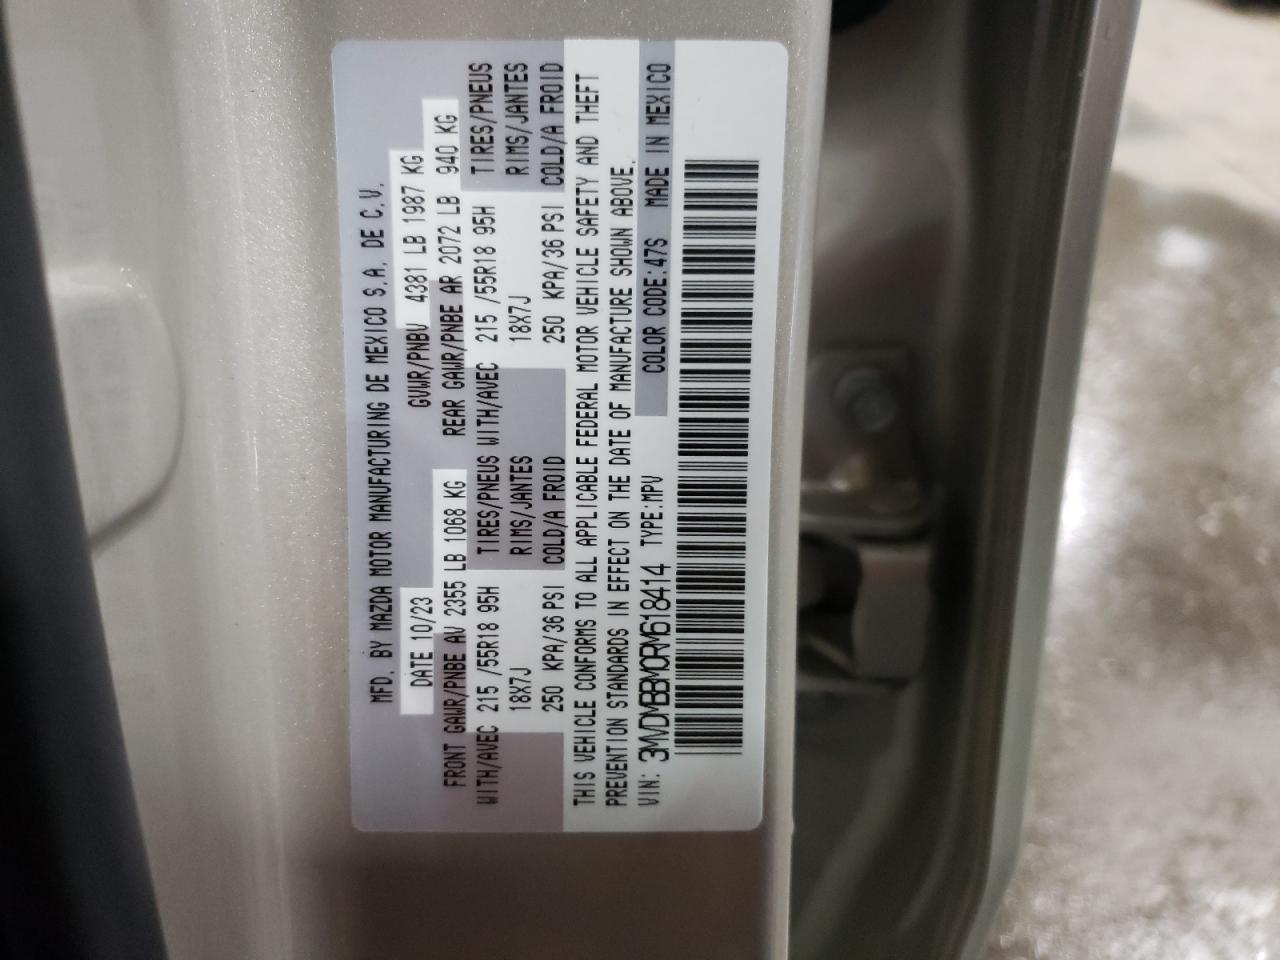 MFD. BY MAZDA MOTOR MANUFACTURING DE MEXICO S.A. DE C.V.
DATE 10/23 GVWR/PNBV 4381 LB 1987 KG
FRONT GAWR/PNBE AV 2355 LB 1068 KG REAR GAWR/PNBE AR 2072 LB 940 KG
WITH/AVEC 215 /55R18 95H TIRES/PNEUS WITH/AVEC 215 /55R18 95H TIRES/PNEUS
18X7J RIMS/JANTES 18X7J RIMS/JANTES
250 KPA/36 PSI COLD/A FROID 250 KPA/36 PSI COLD/A FROID
THIS VEHICLE CONFORMS TO ALL APPLICABLE FEDERAL MOTOR VEHICLE SAFETY AND THEFT
PREVENTION STANDARDS IN EFFECT ON THE DATE OF MANUFACTURE SHOWN ABOVE.
VIN: 3MVDMBBM0RM618414 TYPE:MPV COLOR CODE:47S MADE IN MEXICO